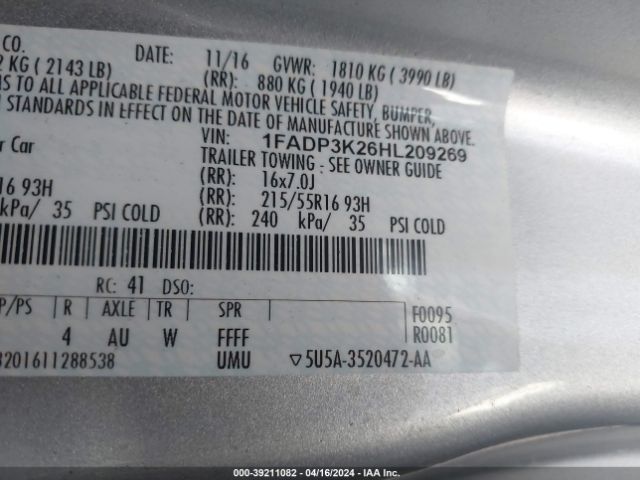 CO.
DATE: 11/16 GVWR: 1810 KG ( 3990 LB)
KG ( 2143 LB) (RR): 880 KG ( 1940 LB)
TO ALL APPLICABLE FEDERAL MOTOR VEHICLE SAFETY, BUMPER,
STANDARDS IN EFFECT ON THE DATE OF MANUFACTURE SHOWN ABOVE.
VIN: 1FADP3K26HL209269
Car TRAILER TOWING - SEE OWNER GUIDE
(RR): 16x7.0J
16 93H (RR): 215/55R16 93H
kPa/ 35 PSI COLD (RR): 240 kPa/ 35 PSI COLD
RC: 41 DSO:
P/PS R AXLE TR SPR F0095
4 AU W FFFF R0081
201611288538 UMU ▽5U5A-3520472-AA
000-39211082 - 04/16/2024 - IAA Inc.